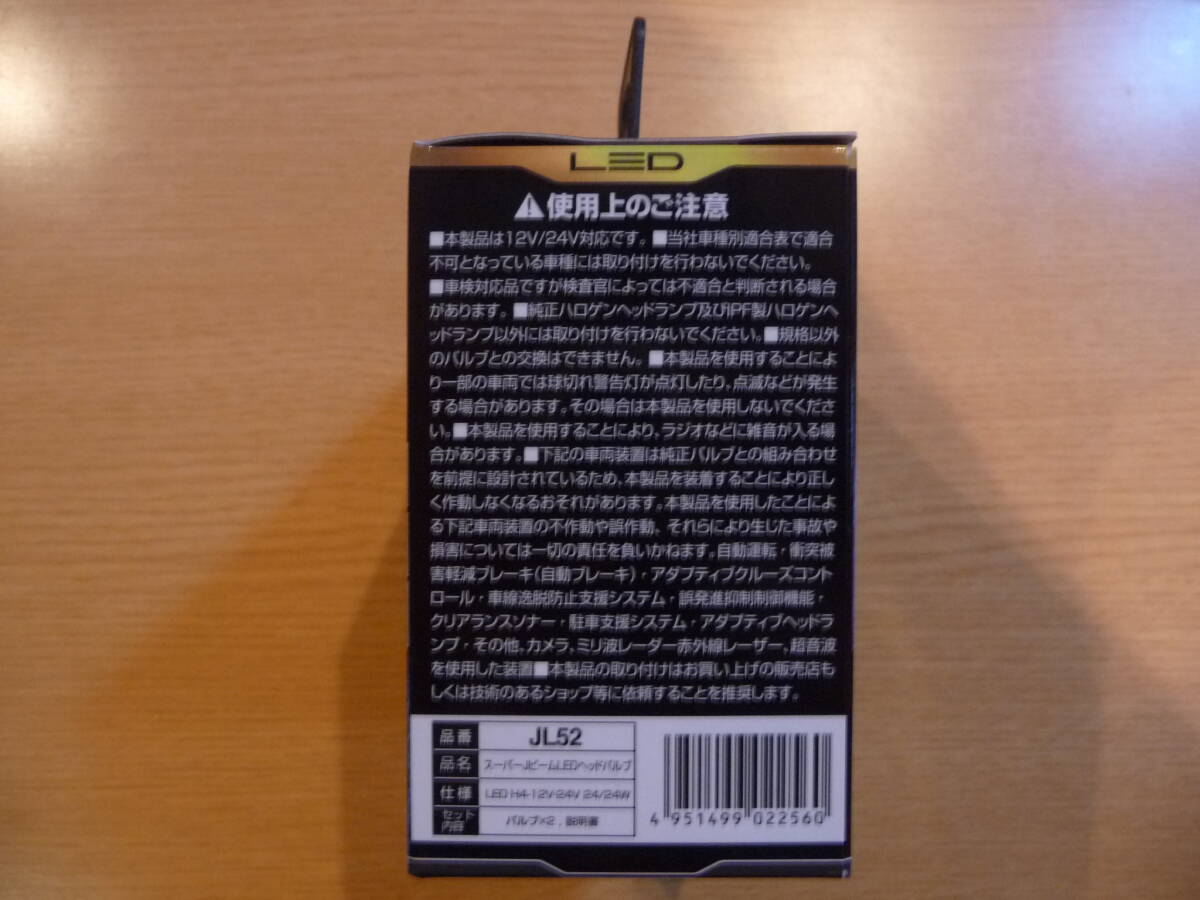 LED
⚠使用上のご注意
■本製品は12V/24V対応です。■当社車種別適合表で適合
不可となっている車種には取り付けを行わないでください。
■車検対応品ですが検査官によっては不適合と判断される場合
があります。■純正ハロゲンヘッドランプ及びIPF製ハロゲンヘ
ッドランプ以外には取り付けを行わないでください。■規格以外
のバルブとの交換はできません。■本製品を使用することによ
り一部の車両では球切れ警告灯が点灯したり、点滅などが発生
する場合があります。その場合は本製品を使用しないでくださ
い。■本製品を使用することにより、ラジオなどに雑音が入る場
合があります。■下記の車両装置は純正バルブとの組み合わせ
を前提に設計されているため、本製品を装着することにより正し
く作動しなくなるおそれがあります。本製品を使用したことによ
る下記車両装置の不作動や誤作動、それらにより生じた事故や
損害については一切の責任を負いかねます。自動運転・衝突被
害軽減ブレーキ(自動ブレーキ)・アダプティブクルーズコント
ロール・車線逸脱防止支援システム・誤発進抑制制御機能・
クリアランスソナー・駐車支援システム・アダプティブヘッドラ
ンプ・その他、カメラ、ミリ波レーダー赤外線レーザー、超音波
を使用した装置■本製品の取り付けはお買い上げの販売店も
しくは技術のあるショップ等に依頼することを推奨します。
品番 JL52
品名 スーパーJビームLEDヘッドバルブ
仕様 LED H4-12V-24V 24/24W
セット内容 バルブ×2，説明書
4 951499 022560